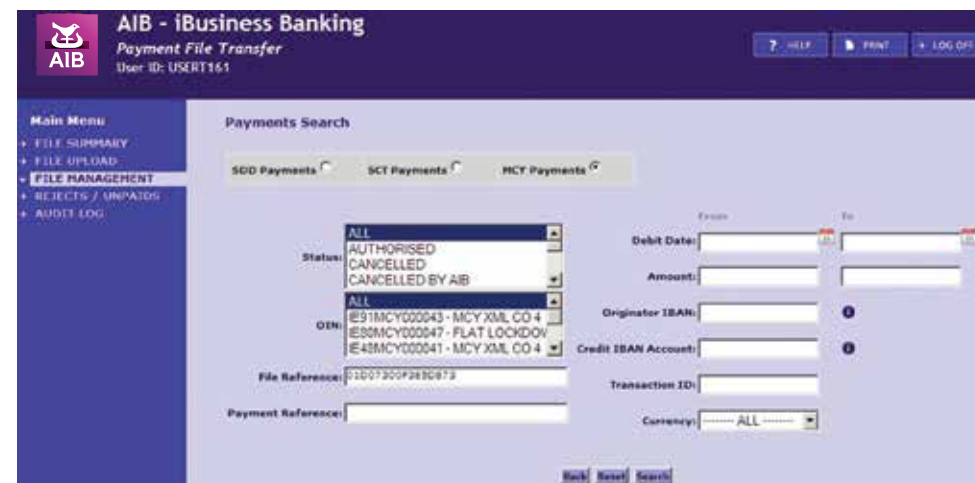 AIB
AIB - iBusiness Banking
Payment File Transfer
User ID: USERT161
? HELP
PRINT
LOG OFF
Main Menu
FILE SUMMARY
FILE UPLOAD
FILE MANAGEMENT
REJECTS / UNPAIDS
AUDIT LOG
Payments Search
SDD Payments
SCT Payments
MCY Payments
Status:
ALL
AUTHORISED
CANCELLED
CANCELLED BY AIB
OIN:
ALL
IE91MCY000043 - MCY XML CO 4
IE80MCY000047 - FLAT LOCKDOW
IE48MCY000041 - MCY XML CO 4
File Reference:
Payment Reference:
From
To
Debit Date:
Amount:
Originator IBAN:
Credit IBAN Account:
Transaction ID:
Currency:
-------- ALL --------
Back
Reset
Search